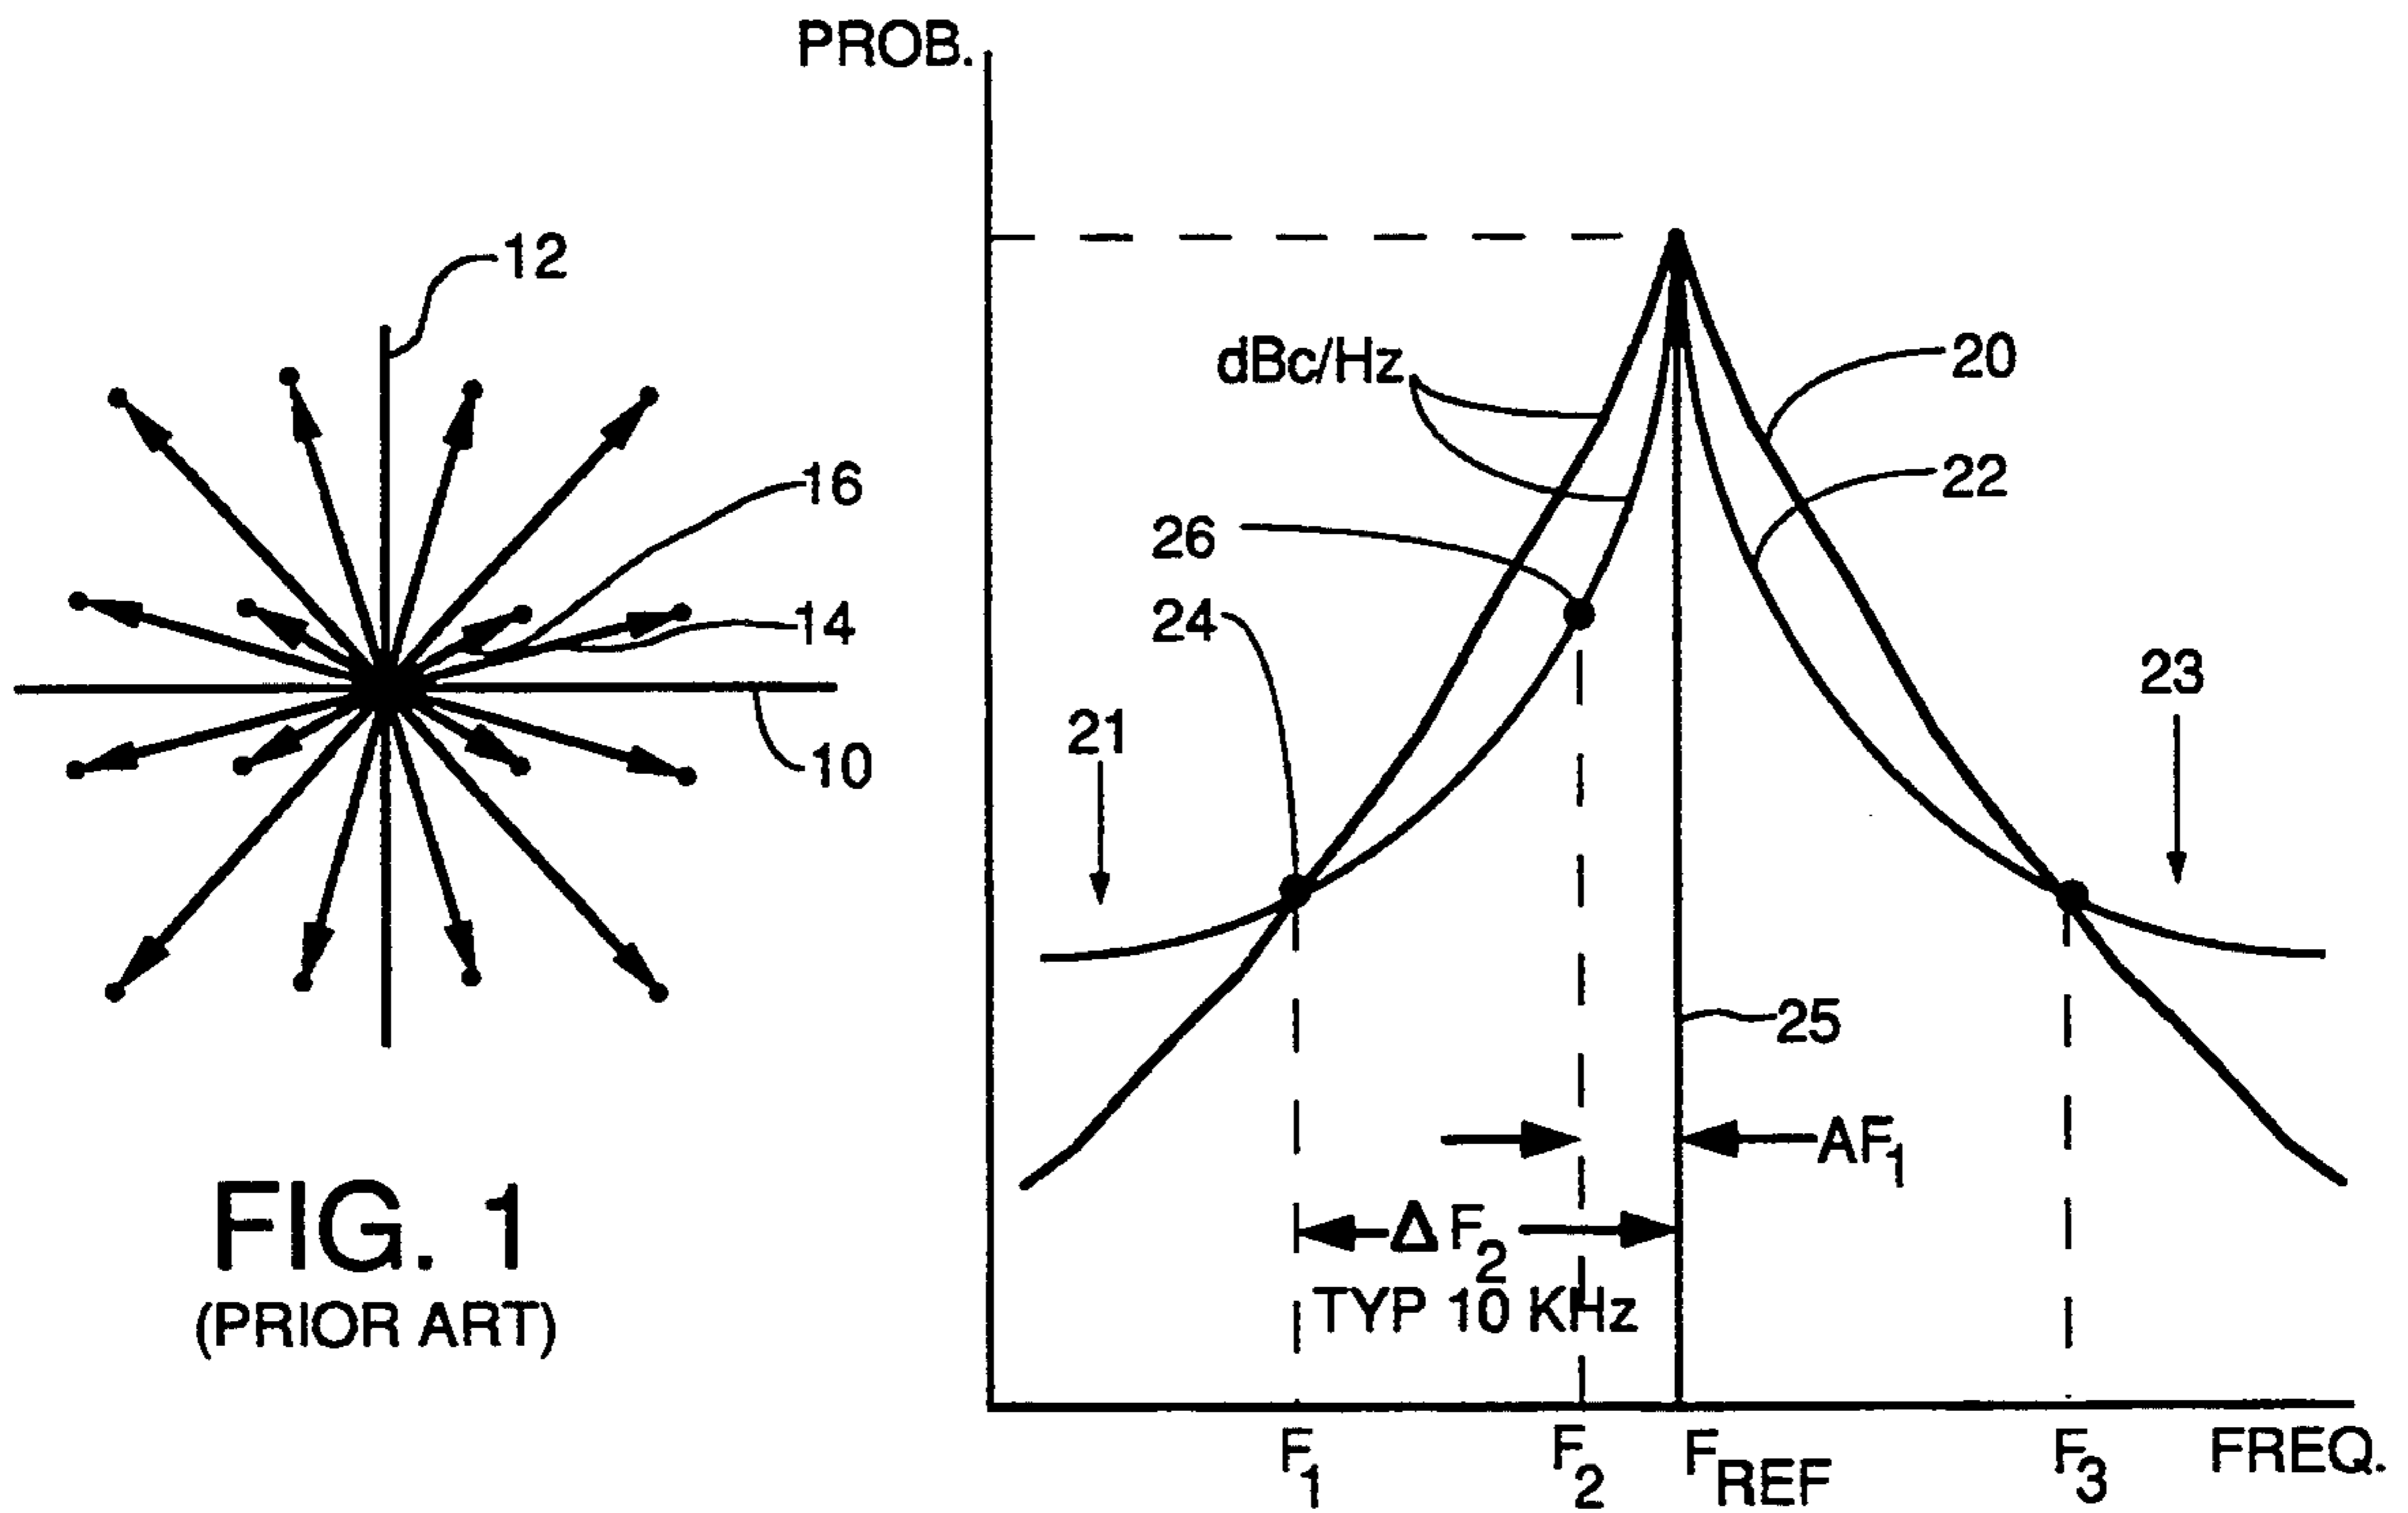 12
16
14
10
FIG. 1
(PRIOR ART)
PROB.
dBc/Hz
20
22
26
24
23
21
25
AF1
Δ F2
TYP 10 KHz
F1
F2
FREF
F3
FREQ.